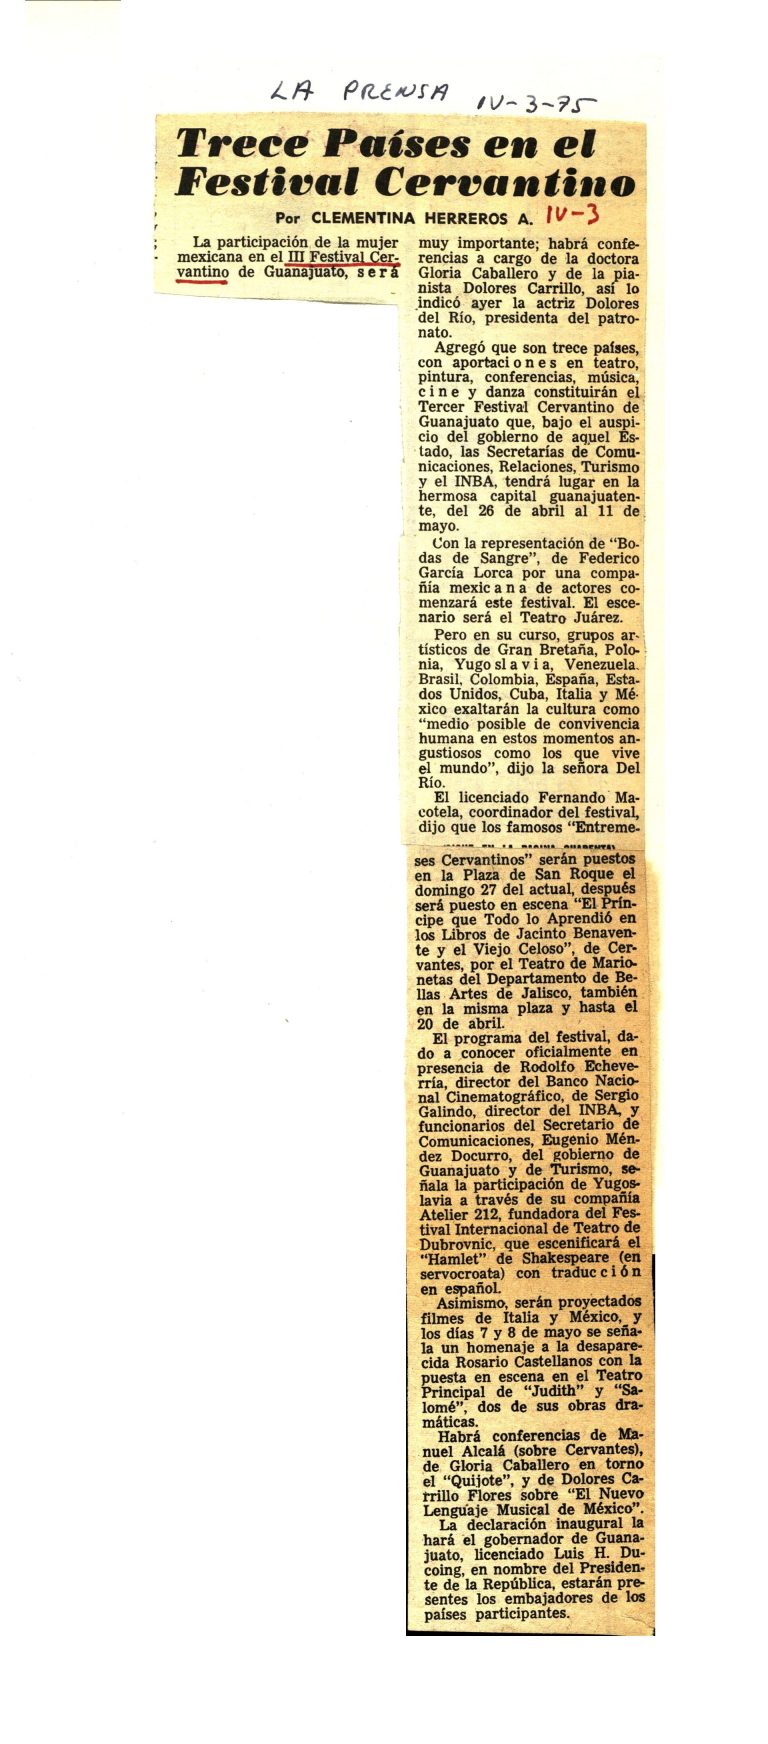 LA PRENSA IV-3-75
Trece Países en el
Festival Cervantino
Por CLEMENTINA HERREROS A. IV-3
La participación de la mujer
mexicana en el III Festival Cer-
vantino de Guanajuato, será
muy importante; habrá confe-
rencias a cargo de la doctora
Gloria Caballero y de la pia-
nista Dolores Carrillo, así lo
indicó ayer la actriz Dolores
del Río, presidenta del patro-
nato.
Agregó que son trece países,
con aportaciones en teatro,
pintura, conferencias, música,
cine y danza constituirán el
Tercer Festival Cervantino de
Guanajuato que, bajo el auspi-
cio del gobierno de aquel Es-
tado, las Secretarías de Comu-
nicaciones, Relaciones, Turismo
y el INBA, tendrá lugar en la
hermosa capital guanajuaten-
te, del 26 de abril al 11 de
mayo.
Con la representación de "Bo-
das de Sangre", de Federico
García Lorca por una compa-
ñía mexicana de actores co-
menzará este festival. El esce-
nario será el Teatro Juárez.
Pero en su curso, grupos ar-
tísticos de Gran Bretaña, Polo-
nia, Yugoslavia, Venezuela.
Brasil, Colombia, España, Esta-
dos Unidos, Cuba, Italia y Mé-
xico exaltarán la cultura como
"medio posible de convivencia
humana en estos momentos an-
gustiosos como los que vive
el mundo", dijo la señora Del
Río.
El licenciado Fernando Ma-
cotela, coordinador del festival,
dijo que los famosos "Entreme-
ses Cervantinos" serán puestos
en la Plaza de San Roque el
domingo 27 del actual, después
será puesto en escena "El Prín-
cipe que Todo lo Aprendió en
los Libros de Jacinto Benaven-
te y el Viejo Celoso", de Cer-
vantes, por el Teatro de Mario-
netas del Departamento de Be-
llas Artes de Jalisco, también
en la misma plaza y hasta el
20 de abril.
El programa del festival, da-
do a conocer oficialmente en
presencia de Rodolfo Echeve-
rría, director del Banco Nacio-
nal Cinematográfico, de Sergio
Galindo, director del INBA, y
funcionarios del Secretario de
Comunicaciones, Eugenio Mén-
dez Docurro, del gobierno de
Guanajuato y de Turismo, se-
ñala la participación de Yugos-
lavia a través de su compañía
Atelier 212, fundadora del Fes-
tival Internacional de Teatro de
Dubrovnic, que escenificará el
"Hamlet" de Shakespeare (en
servocroata) con traducción
en español.
Asimismo, serán proyectados
filmes de Italia y México, y
los días 7 y 8 de mayo se seña-
la un homenaje a la desapare-
cida Rosario Castellanos con la
puesta en escena en el Teatro
Principal de "Judith" y "Sa-
lomé", dos de sus obras dra-
máticas.
Habrá conferencias de Ma-
nuel Alcalá (sobre Cervantes),
de Gloria Caballero en torno
el "Quijote", y de Dolores Ca-
rrillo Flores sobre "El Nuevo
Lenguaje Musical de México".
La declaración inaugural la
hará el gobernador de Guana-
juato, licenciado Luis H. Du-
coing, en nombre del Presiden-
te de la República, estarán pre-
sentes los embajadores de los
países participantes.